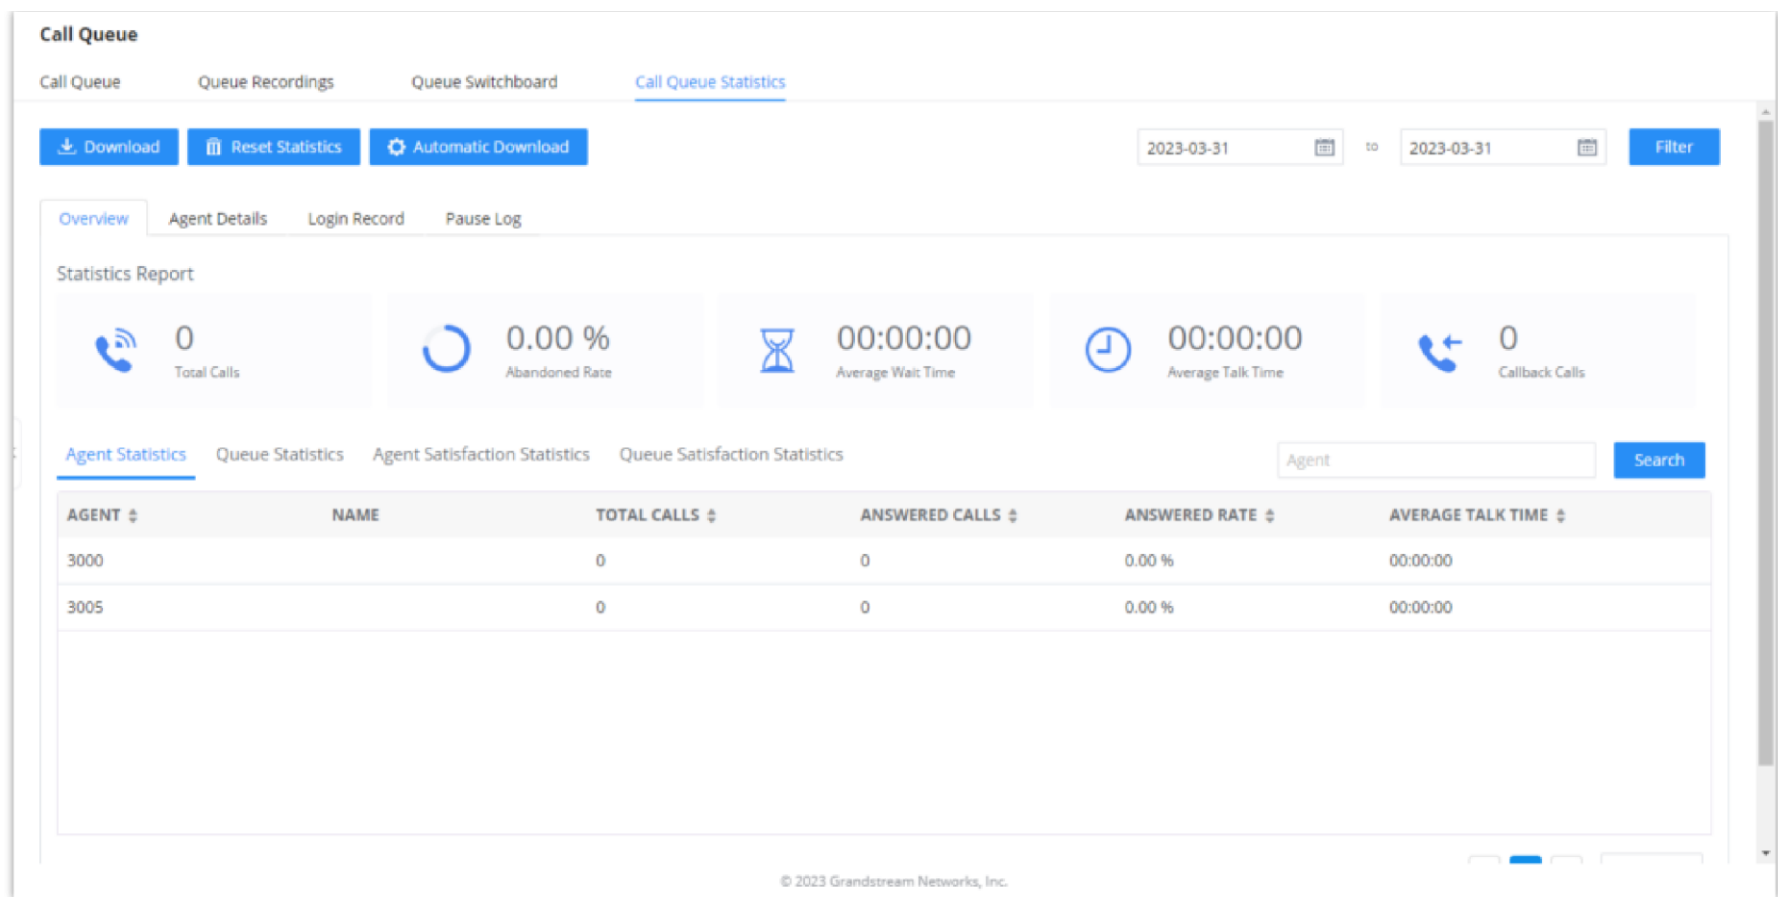 Call Queue
Call Queue Queue Recordings Queue Switchboard Call Queue Statistics
Download Reset Statistics Automatic Download 2023-03-31 to 2023-03-31 Filter
Overview Agent Details Login Record Pause Log
Statistics Report
0 0.00 % 00:00:00 00:00:00 0
Total Calls Abandoned Rate Average Wait Time Average Talk Time Callback Calls
Agent Statistics Queue Statistics Agent Satisfaction Statistics Queue Satisfaction Statistics Agent Search
AGENT NAME TOTAL CALLS ANSWERED CALLS ANSWERED RATE AVERAGE TALK TIME
3000 0 0 0.00 % 00:00:00
3005 0 0 0.00 % 00:00:00
© 2023 Grandstream Networks, Inc.